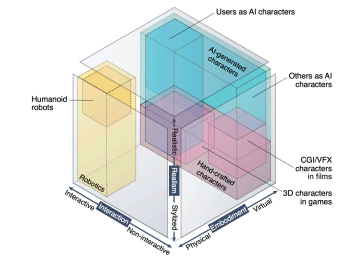 Users as AI characters
AI-generated
characters
Others as AI
characters
Humanoid
robots
Realistic
CGI/VFX
characters
in films
Hand-crafted
characters
Realism
Robotics
3D characters
in games
Stylized
Interactive
Interaction
Non-interactive
Physical
Embodiment
Virtual